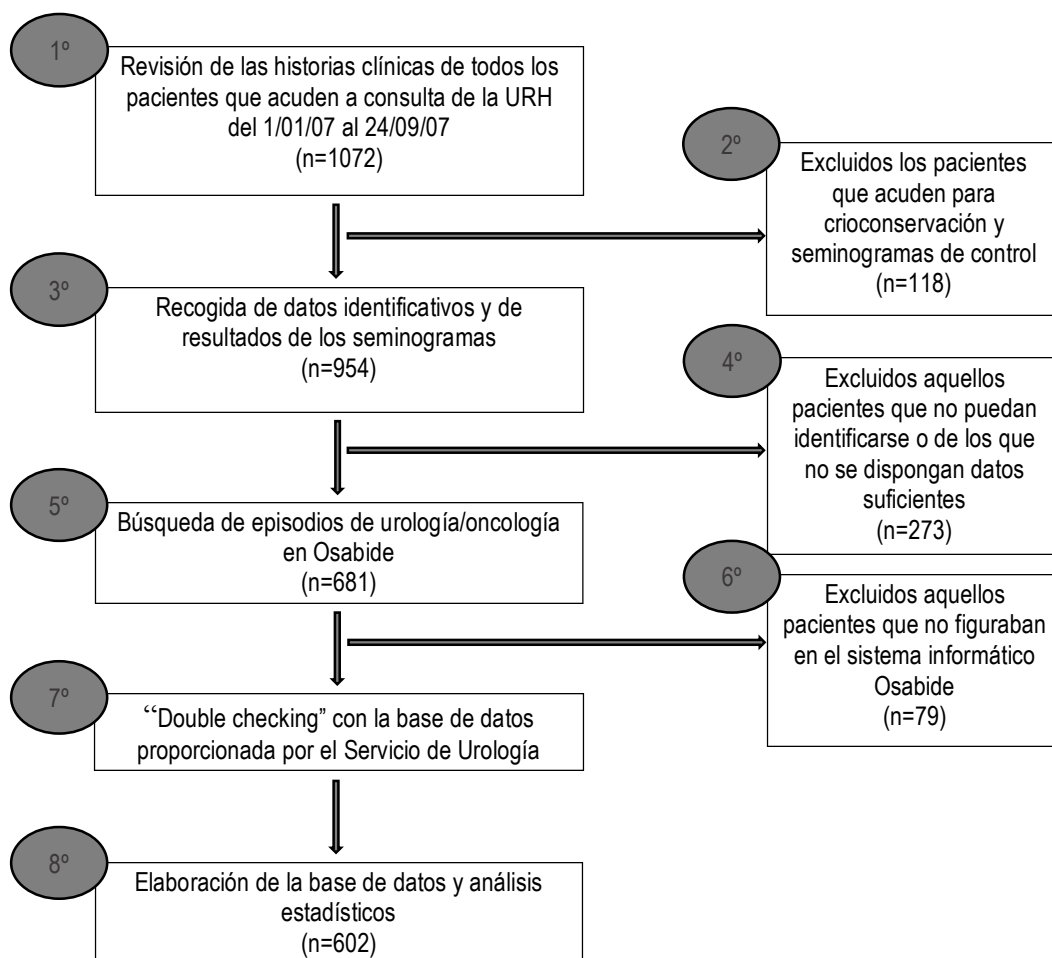 1º
Revisión de las historias clínicas de todos los
pacientes que acuden a consulta de la URH
del 1/01/07 al 24/09/07
(n=1072)
2º
Excluidos los pacientes
que acuden para
crioconservación y
seminogramas de control
(n=118)
3º
Recogida de datos identificativos y de
resultados de los seminogramas
(n=954)
4º
Excluidos aquellos
pacientes que no puedan
identificarse o de los que
no se dispongan datos
suficientes
(n=273)
5º
Búsqueda de episodios de urología/oncología
en Osabide
(n=681)
6º
Excluidos aquellos
pacientes que no figuraban
en el sistema informático
Osabide
(n=79)
7º
“Double checking” con la base de datos
proporcionada por el Servicio de Urología
8º
Elaboración de la base de datos y análisis
estadísticos
(n=602)